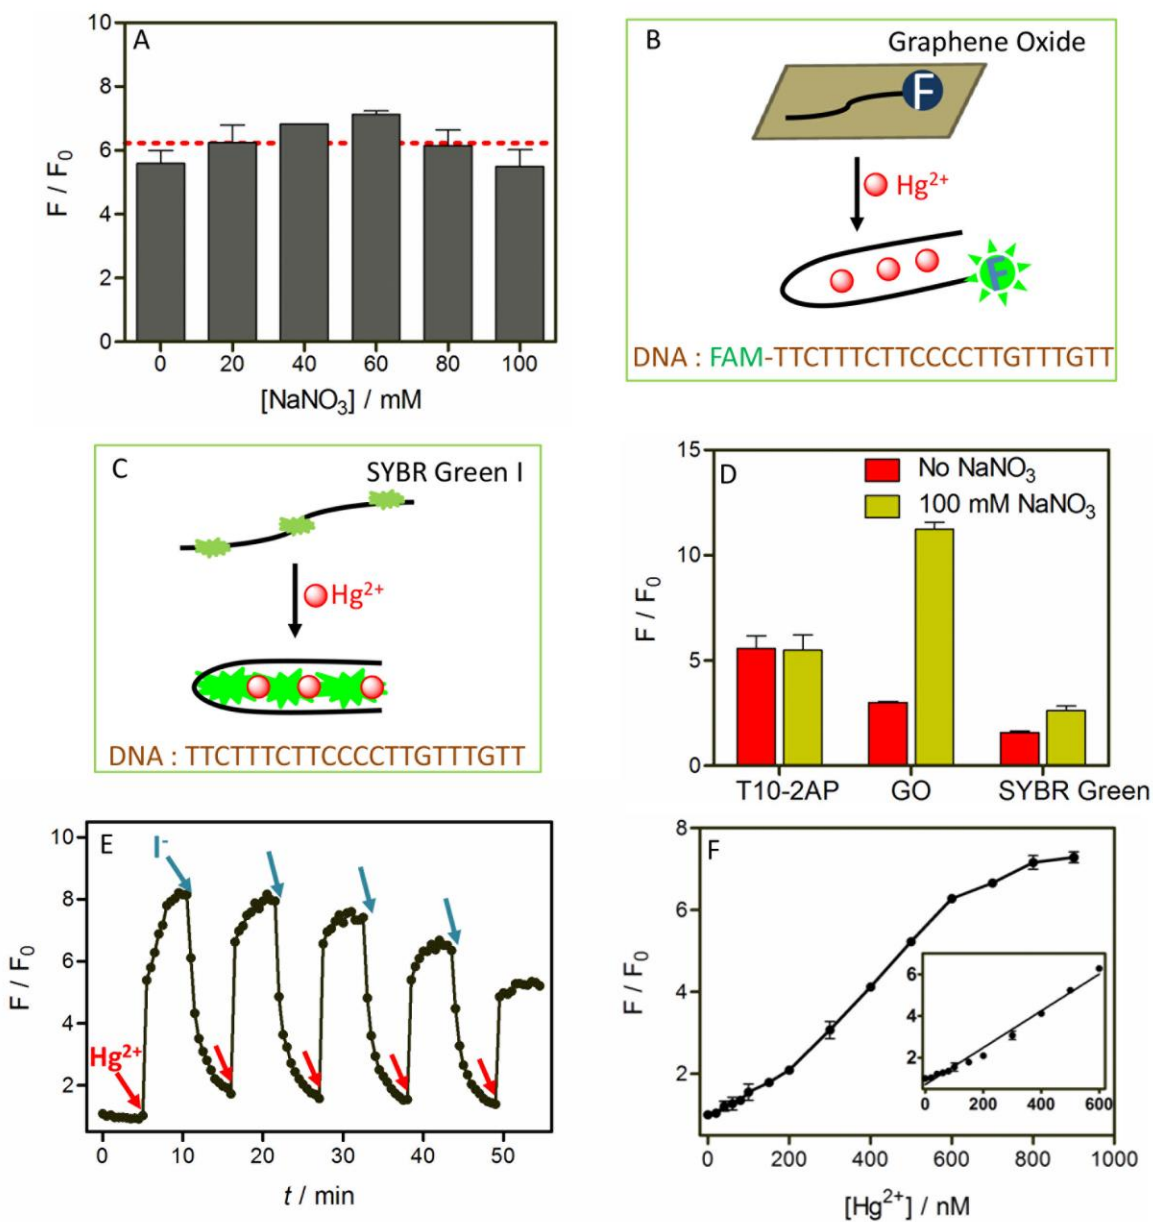 A
10
8
6
4
2
0
F / F₀
0 20 40 60 80 100
[NaNO₃] / mM
B
Graphene Oxide
F
Hg²⁺
F
DNA : FAM-TTCTTTCTTCCCCTTGTTTGTT
C
SYBR Green I
Hg²⁺
DNA : TTCTTTCTTCCCCTTGTTTGTT
D
No NaNO₃
100 mM NaNO₃
15
10
5
0
F / F₀
T10-2AP GO SYBR Green
E
I⁻
Hg²⁺
10
8
6
4
2
F / F₀
0 10 20 30 40 50
t / min
F
8
6
4
2
F / F₀
6
4
2
0 200 400 600
0 200 400 600 800 1000
[Hg²⁺] / nM